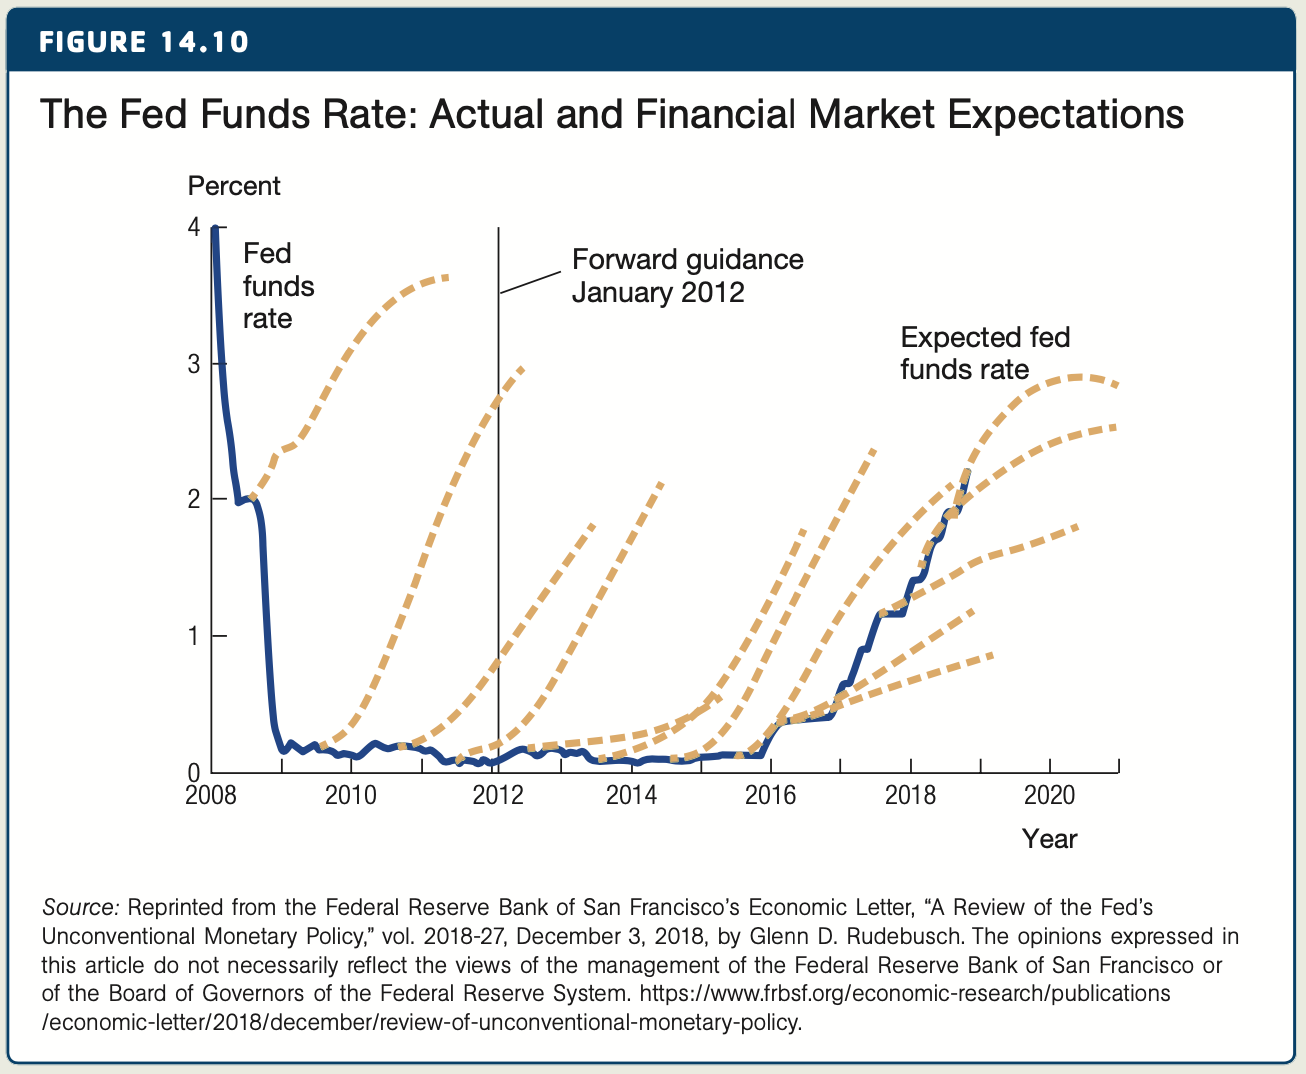 FIGURE 14.10
The Fed Funds Rate: Actual and Financial Market Expectations
Percent
4
3
2
1
0
Fed
funds
rate
Forward guidance
January 2012
Expected fed
funds rate
2008 2010 2012 2014 2016 2018 2020
Year
Source: Reprinted from the Federal Reserve Bank of San Francisco’s Economic Letter, “A Review of the Fed’s
Unconventional Monetary Policy,” vol. 2018-27, December 3, 2018, by Glenn D. Rudebusch. The opinions expressed in
this article do not necessarily reflect the views of the management of the Federal Reserve Bank of San Francisco or
of the Board of Governors of the Federal Reserve System. https://www.frbsf.org/economic-research/publications
/economic-letter/2018/december/review-of-unconventional-monetary-policy.